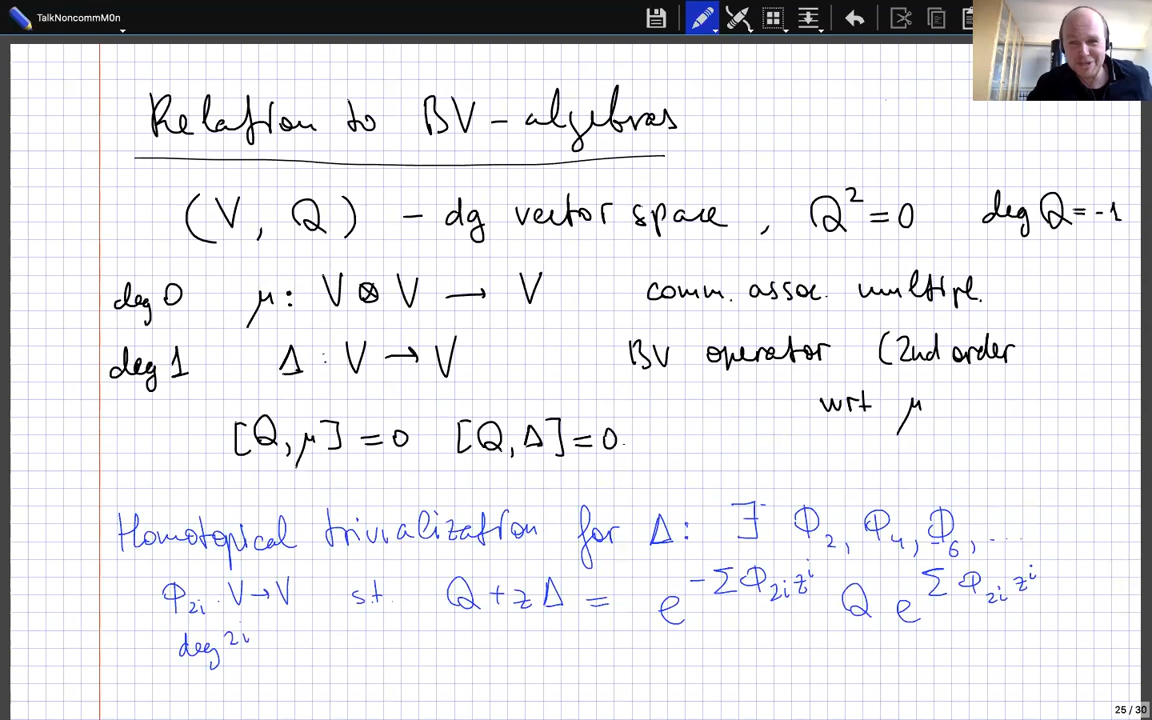 TalkNoncommM0n
Relation to BV-algebras
(V, Q) - dg vector space, Q² = 0 deg Q = -1
deg 0 μ: V ⊗ V → V comm. assoc. multipl.
deg 1 Δ: V → V BV operator (2nd order
wrt μ
[Q, μ] = 0 [Q, Δ] = 0.
Homotopical trivialization for Δ: ∃ Φ₂, Φ₄, Φ₆, ...
Φ₂ᵢ: V → V s.t. Q + zΔ = e^{-ΣΦ₂ᵢzⁱ} Q e^{ΣΦ₂ᵢzⁱ}
deg 2i
25 / 30